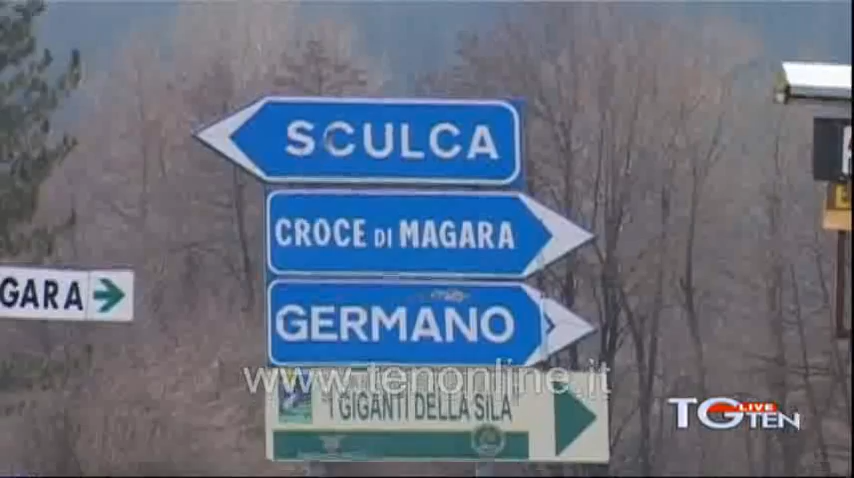 SCULCA
CROCE DI MAGARA
GARA
GERMANO
www.tenonline.it
"I GIGANTI DELLA SILA"
TG LIVE TEN